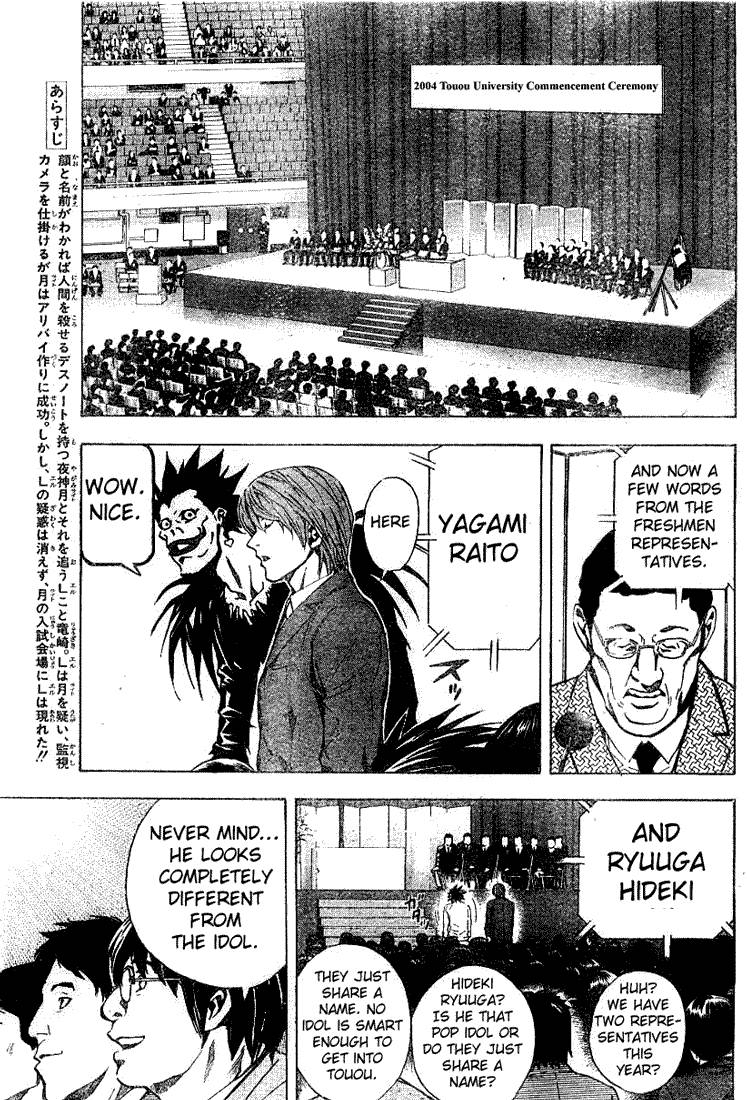 2004 Touou University Commencement Ceremony
あらすじ
顔と名前がわかれば人間を殺せるデスノートを持つ夜神月とそれを追うLこと竜崎。Lは月を疑い、監視
カメラを仕掛けるが月はアリバイ作りに成功。しかし、Lの疑惑は消えず、月の入試会場にLは現れた!!
AND NOW A
FEW WORDS
FROM THE
FRESHMEN
REPRESEN-
TATIVES.
YAGAMI
RAITO
HERE
WOW.
NICE.
スッ
AND
RYUUGA
HIDEKI
HUH?
WE HAVE
TWO REPRE-
SENTATIVES
THIS
YEAR?
HIDEKI
RYUUGA?
IS HE THAT
POP IDOL OR
DO THEY JUST
SHARE A
NAME?
THEY JUST
SHARE A
NAME. NO
IDOL IS SMART
ENOUGH TO
GET INTO
TOUOU.
NEVER MIND...
HE LOOKS
COMPLETELY
DIFFERENT
FROM
THE IDOL.